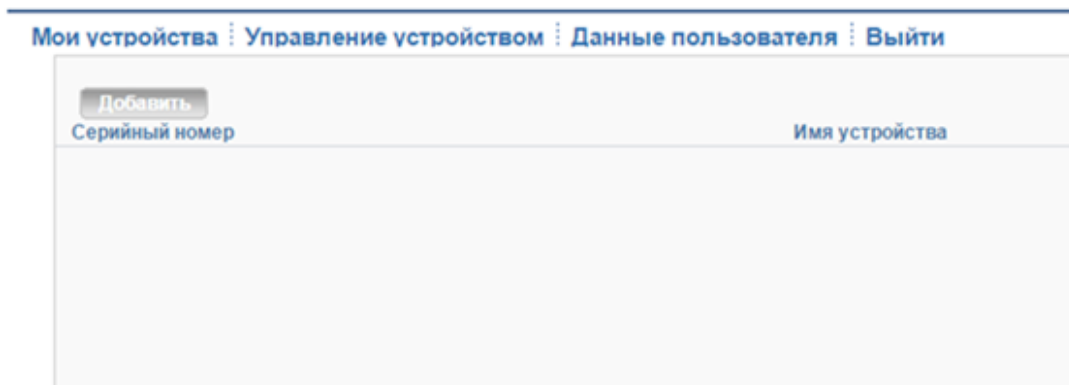 Мои устройства Управление устройством Данные пользователя Выйти
Добавить
Серийный номер Имя устройства